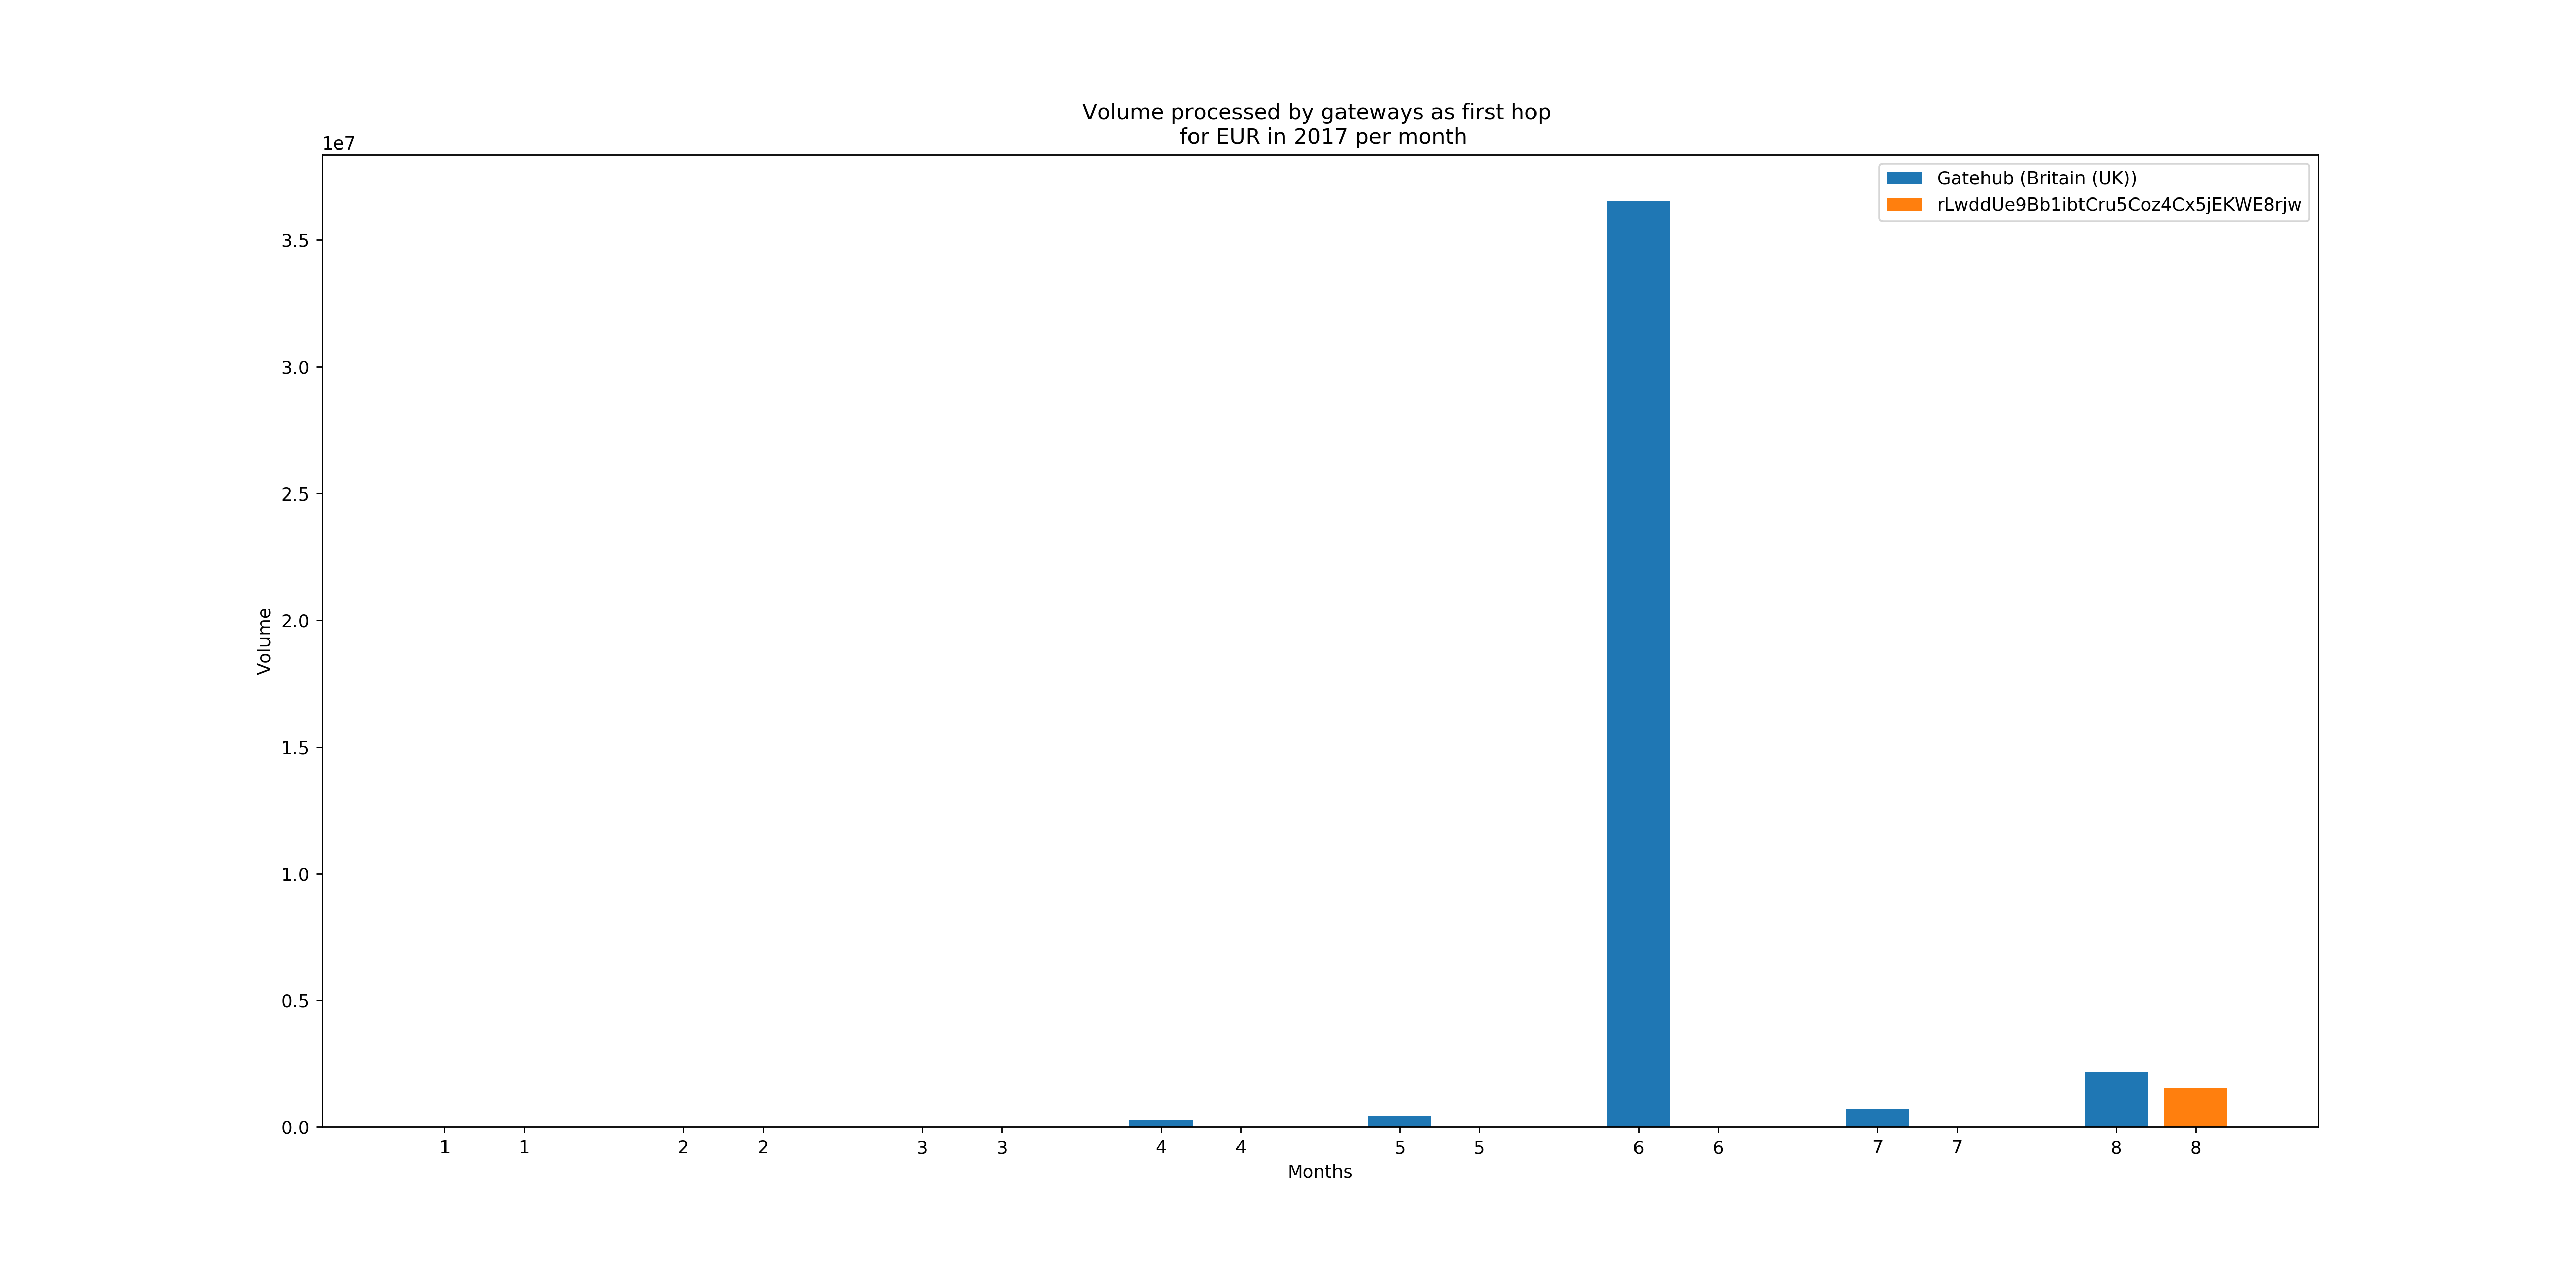 Volume processed by gateways as first hop
for EUR in 2017 per month
1e7
Gatehub (Britain (UK))
rLwddUe9Bb1ibtCru5Coz4Cx5jEKWE8rjw
3.5
3.0
2.5
2.0
1.5
1.0
0.5
0.0
Volume
1 1 2 2 3 3 4 4 5 5 6 6 7 7 8 8
Months